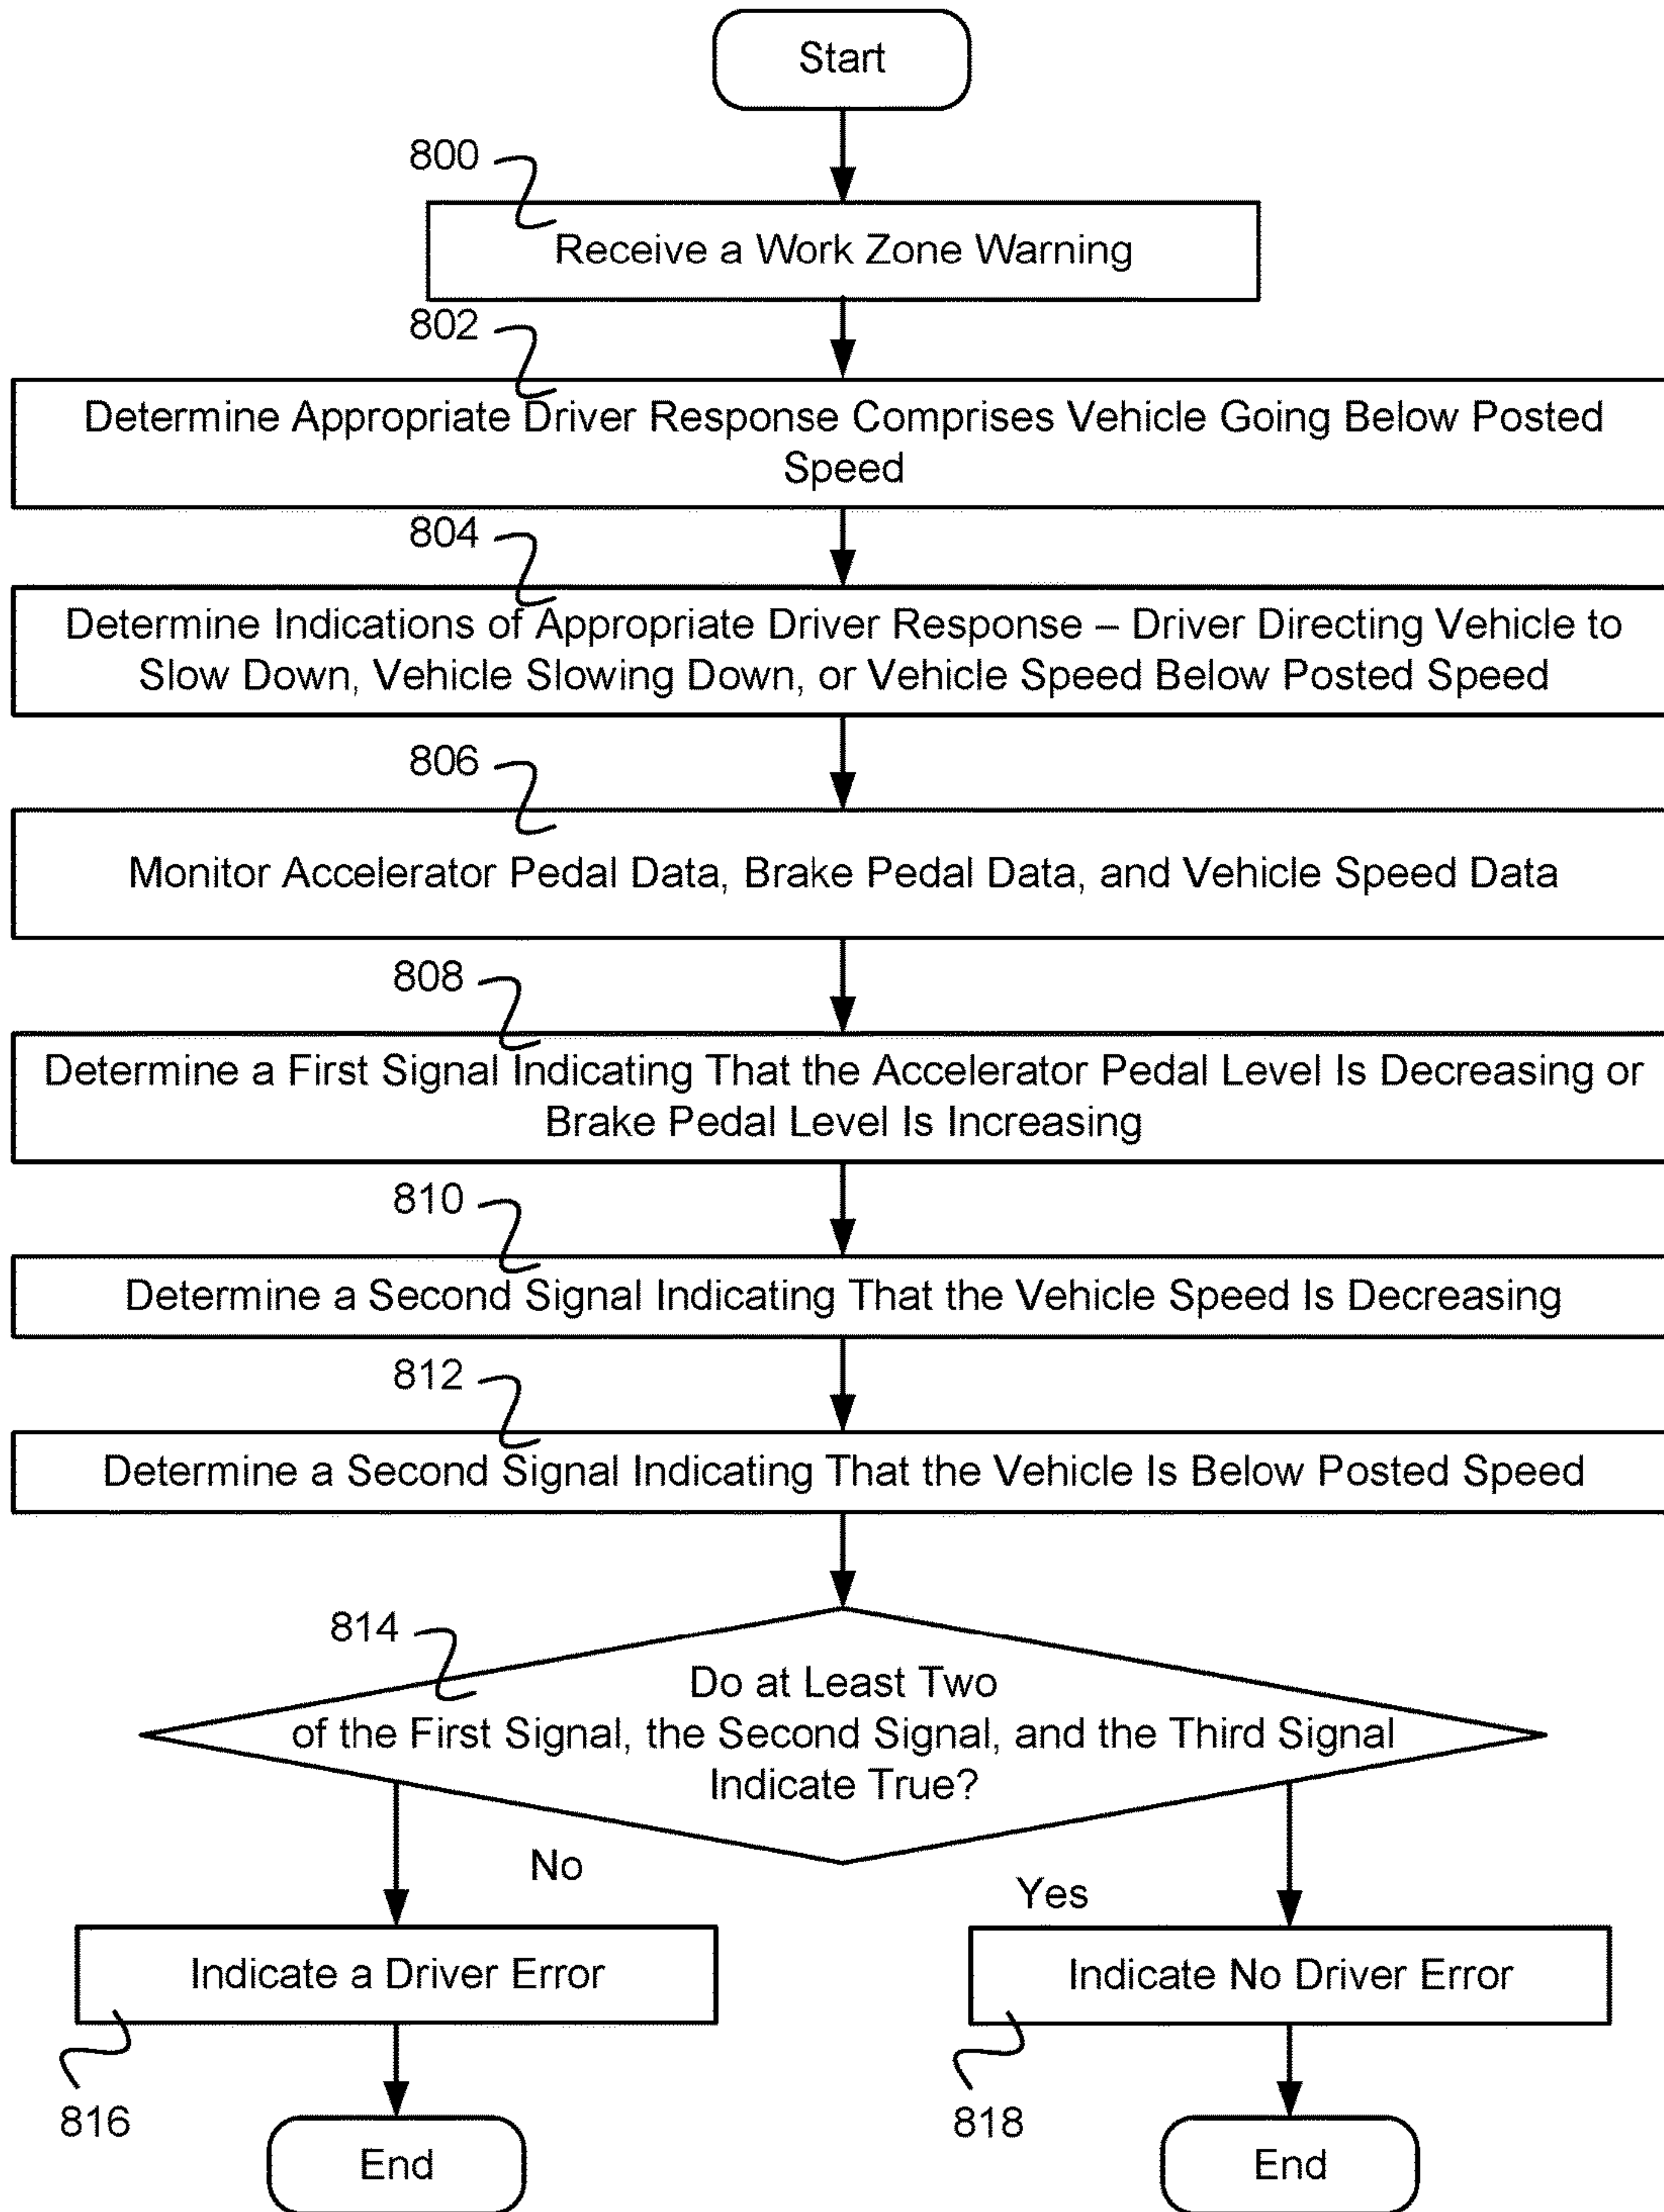 Start
800
Receive a Work Zone Warning
802
Determine Appropriate Driver Response Comprises Vehicle Going Below Posted
Speed
804
Determine Indications of Appropriate Driver Response – Driver Directing Vehicle to
Slow Down, Vehicle Slowing Down, or Vehicle Speed Below Posted Speed
806
Monitor Accelerator Pedal Data, Brake Pedal Data, and Vehicle Speed Data
808
Determine a First Signal Indicating That the Accelerator Pedal Level Is Decreasing or
Brake Pedal Level Is Increasing
810
Determine a Second Signal Indicating That the Vehicle Speed Is Decreasing
812
Determine a Second Signal Indicating That the Vehicle Is Below Posted Speed
814
Do at Least Two
of the First Signal, the Second Signal, and the Third Signal
Indicate True?
No
Yes
Indicate a Driver Error
Indicate No Driver Error
816
818
End
End